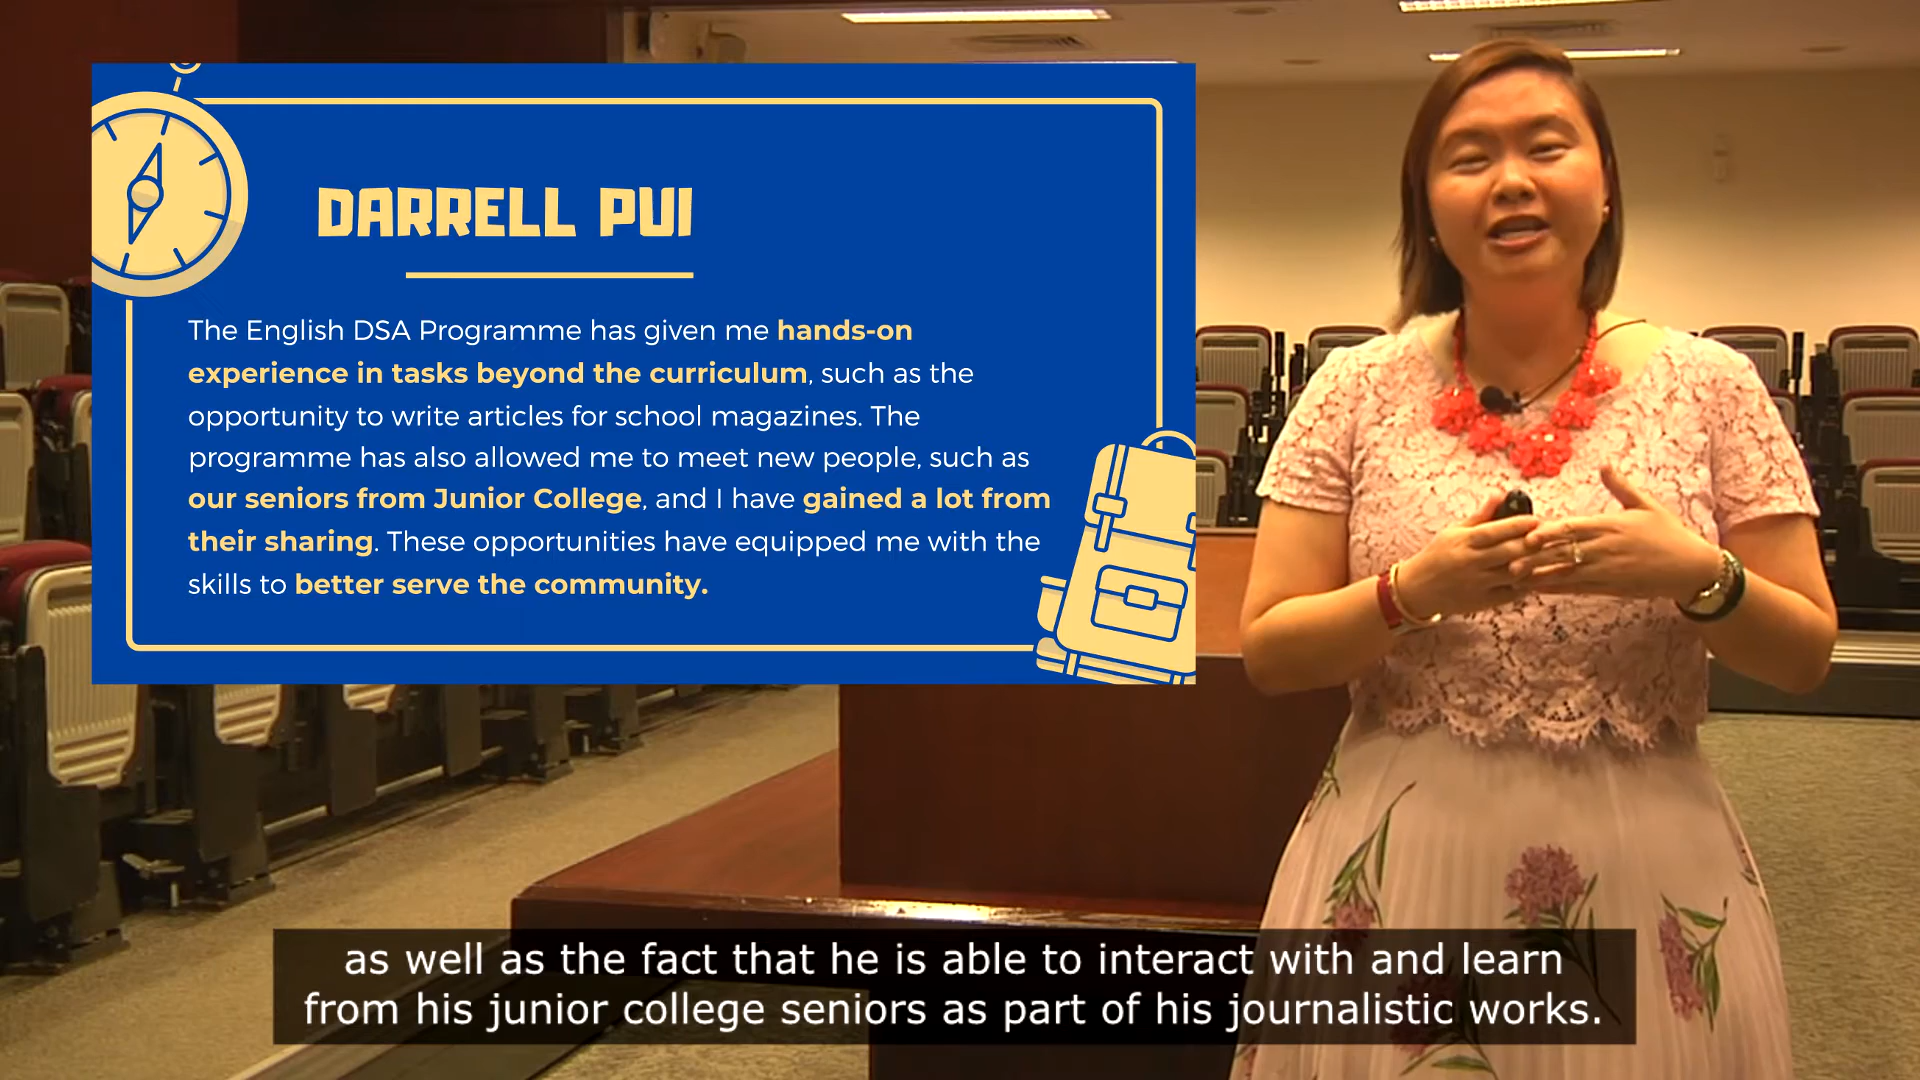 DARRELL PUI
The English DSA Programme has given me hands-on
experience in tasks beyond the curriculum, such as the
opportunity to write articles for school magazines. The
programme has also allowed me to meet new people, such as
our seniors from Junior College, and I have gained a lot from
their sharing. These opportunities have equipped me with the
skills to better serve the community.
as well as the fact that he is able to interact with and learn
from his junior college seniors as part of his journalistic works.